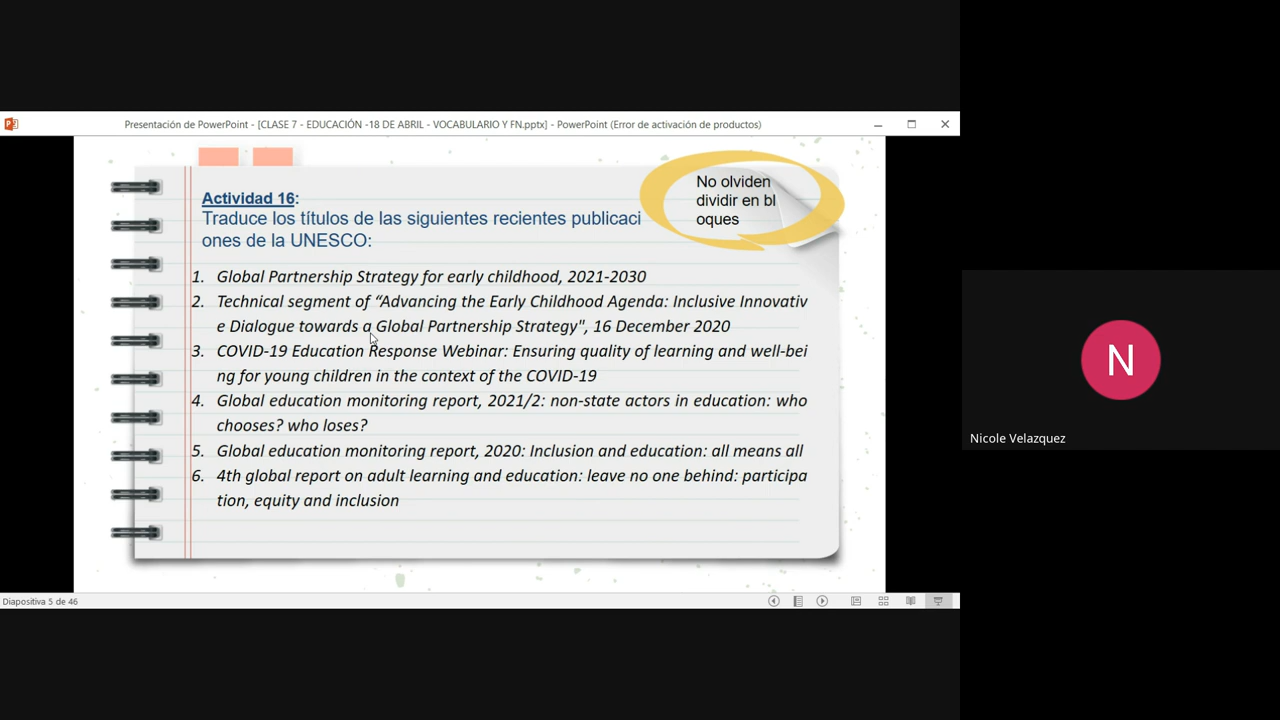 Presentación de PowerPoint - [CLASE 7 - EDUCACIÓN -18 DE ABRIL - VOCABULARIO Y FN.pptx] - PowerPoint (Error de activación de productos)
No olviden
dividir en bl
oques
Actividad 16:
Traduce los títulos de las siguientes recientes publicaci
ones de la UNESCO:
1. Global Partnership Strategy for early childhood, 2021-2030
2. Technical segment of “Advancing the Early Childhood Agenda: Inclusive Innovativ
e Dialogue towards a Global Partnership Strategy", 16 December 2020
3. COVID-19 Education Response Webinar: Ensuring quality of learning and well-bei
ng for young children in the context of the COVID-19
4. Global education monitoring report, 2021/2: non-state actors in education: who
chooses? who loses?
5. Global education monitoring report, 2020: Inclusion and education: all means all
6. 4th global report on adult learning and education: leave no one behind: participa
tion, equity and inclusion
Diapositiva 5 de 46
N
Nicole Velazquez